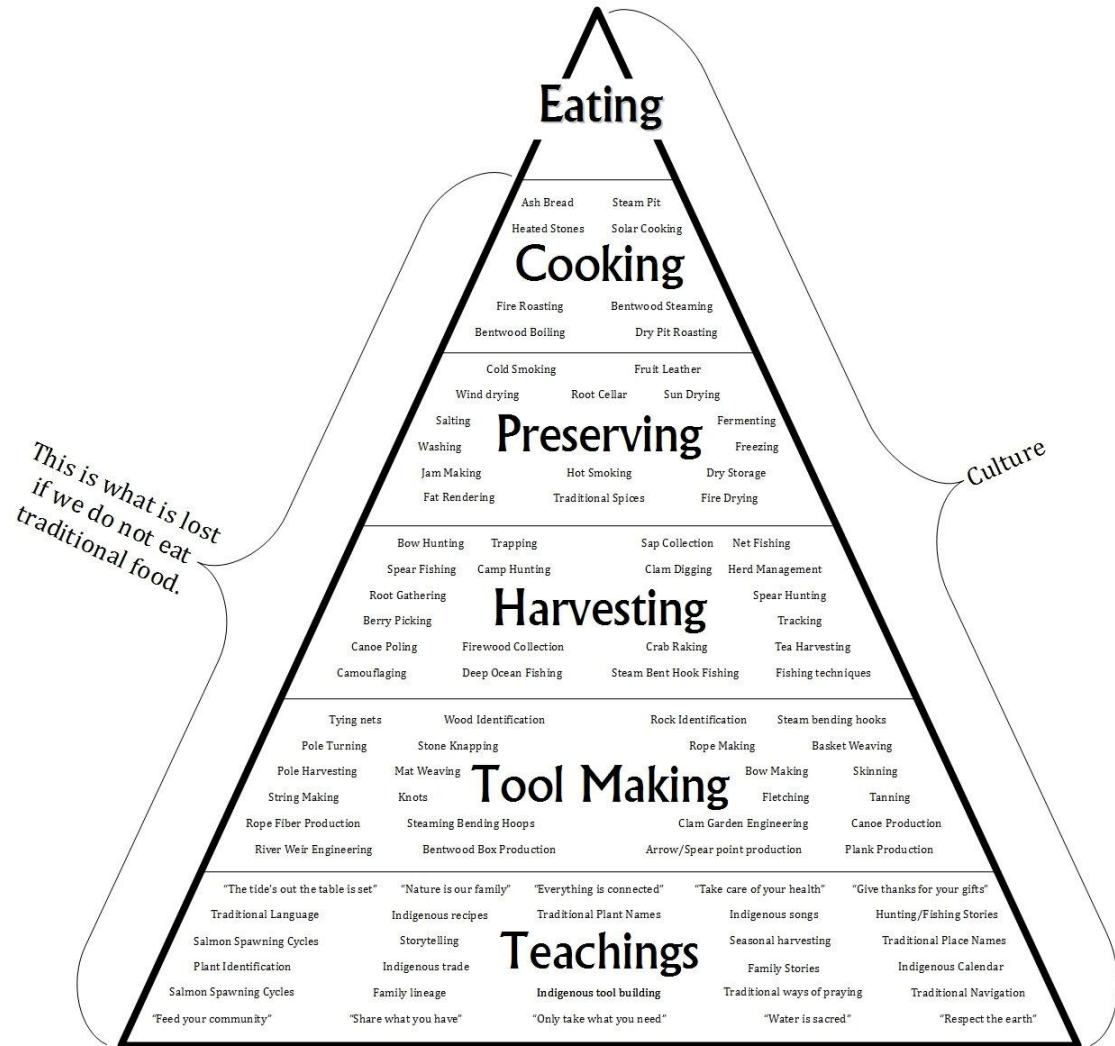 Eating
Ash Bread Steam Pit
Heated Stones Solar Cooking
Cooking
Fire Roasting Bentwood Steaming
Bentwood Boiling Dry Pit Roasting
Cold Smoking Fruit Leather
Wind drying Root Cellar Sun Drying
Salting Fermenting
Preserving
Washing Freezing
Jam Making Hot Smoking Dry Storage
Fat Rendering Traditional Spices Fire Drying
This is what is lost
if we do not eat
traditional food.
Culture
Bow Hunting Trapping Sap Collection Net Fishing
Spear Fishing Camp Hunting Clam Digging Herd Management
Root Gathering Spear Hunting
Harvesting
Berry Picking Tracking
Canoe Poling Firewood Collection Crab Raking Tea Harvesting
Camouflaging Deep Ocean Fishing Steam Bent Hook Fishing Fishing techniques
Tying nets Wood Identification Rock Identification Steam bending hooks
Pole Turning Stone Knapping Rope Making Basket Weaving
Pole Harvesting Mat Weaving Bow Making Skinning
Tool Making
String Making Knots Fletching Tanning
Rope Fiber Production Steaming Bending Hoops Clam Garden Engineering Canoe Production
River Weir Engineering Bentwood Box Production Arrow/Spear point production Plank Production
"The tide's out the table is set" "Nature is our family" "Everything is connected" "Take care of your health" "Give thanks for your gifts"
Traditional Language Indigenous recipes Traditional Plant Names Indigenous songs Hunting/Fishing Stories
Salmon Spawning Cycles Storytelling Seasonal harvesting Traditional Place Names
Teachings
Plant Identification Indigenous trade Family Stories Indigenous Calendar
Salmon Spawning Cycles Family lineage Indigenous tool building Traditional ways of praying Traditional Navigation
"Feed your community" "Share what you have" "Only take what you need" "Water is sacred" "Respect the earth"